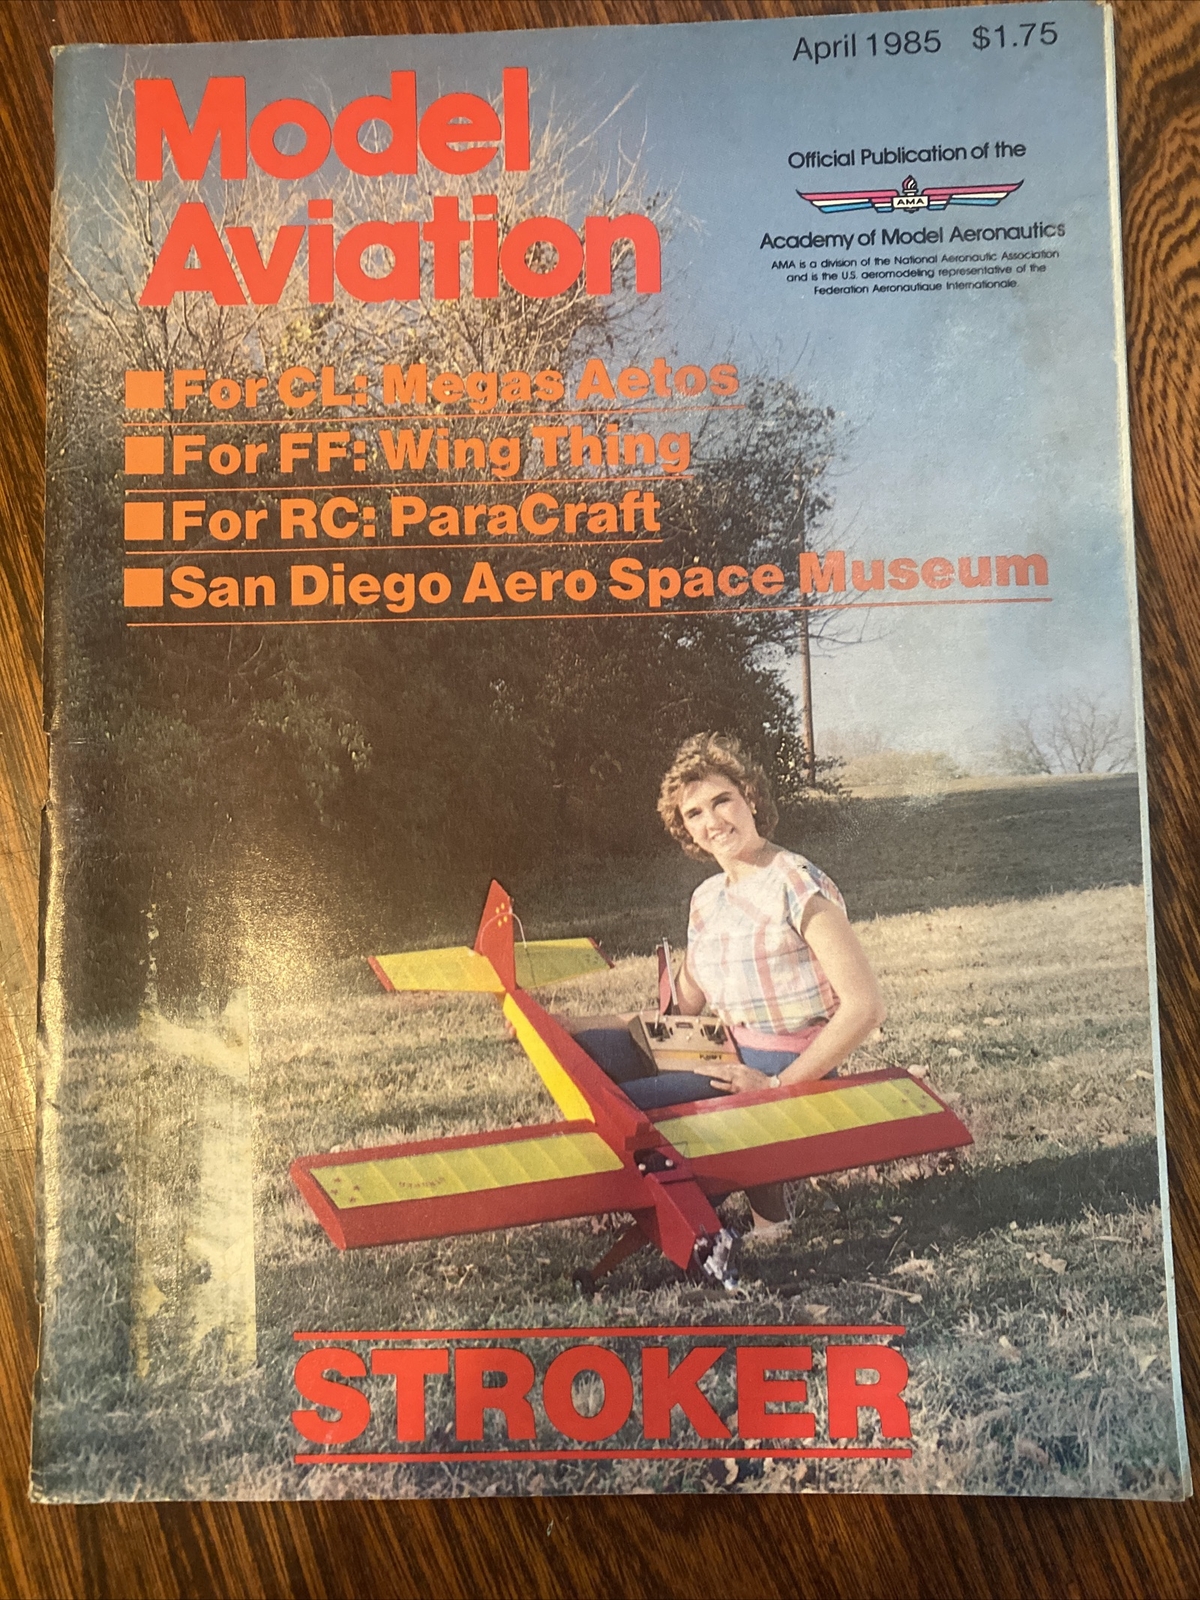 April 1985 $1.75
Model
Aviation
Official Publication of the
AMA
Academy of Model Aeronautics
AMA is a division of the National Aeronautic Association
and is the U.S. aeromodeling representative of the
Federation Aeronautique Internationale.
For CL: Megas Aetos
For FF: Wing Thing
For RC: ParaCraft
San Diego Aero Space Museum
STROKER